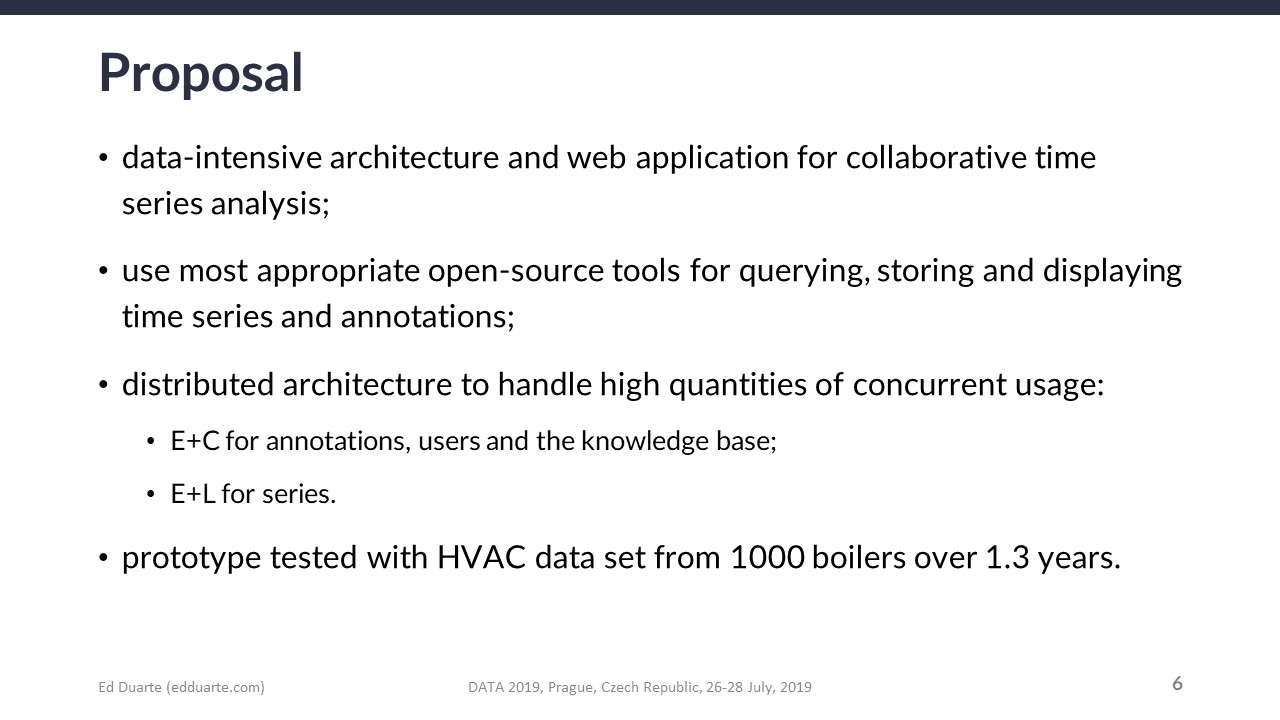 Proposal
• data-intensive architecture and web application for collaborative time
series analysis;
• use most appropriate open-source tools for querying, storing and displaying
time series and annotations;
• distributed architecture to handle high quantities of concurrent usage:
• E+C for annotations, users and the knowledge base;
• E+L for series.
• prototype tested with HVAC data set from 1000 boilers over 1.3 years.
Ed Duarte (edduarte.com)
DATA 2019, Prague, Czech Republic, 26-28 July, 2019
6